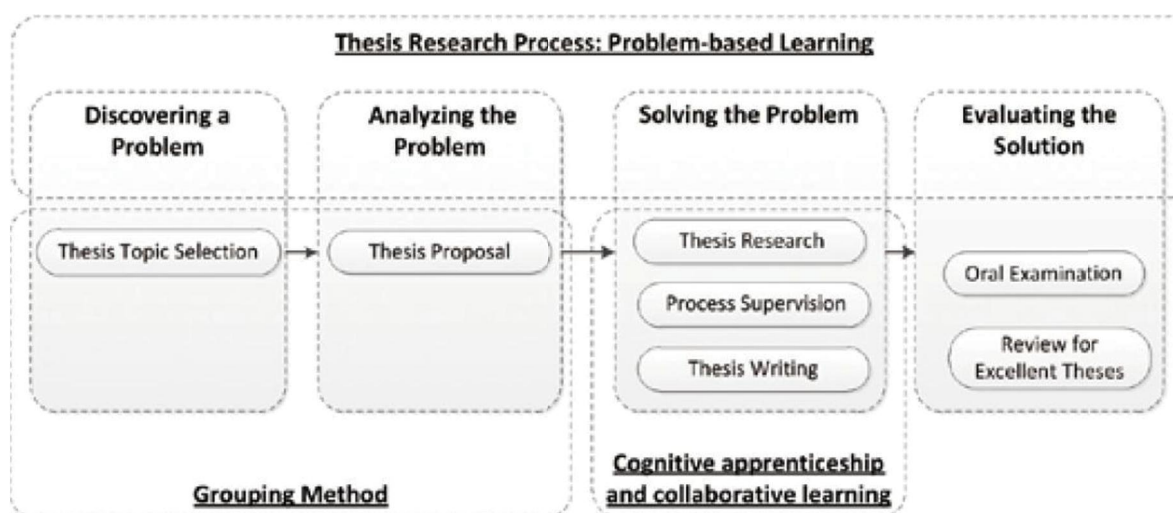 Thesis Research Process: Problem-based Learning
Discovering a
Problem
Analyzing the
Problem
Solving the Problem
Evaluating the
Solution
Thesis Topic Selection
Thesis Proposal
Thesis Research
Process Supervision
Thesis Writing
Oral Examination
Review for
Excellent Theses
Grouping Method
Cognitive apprenticeship
and collaborative learning